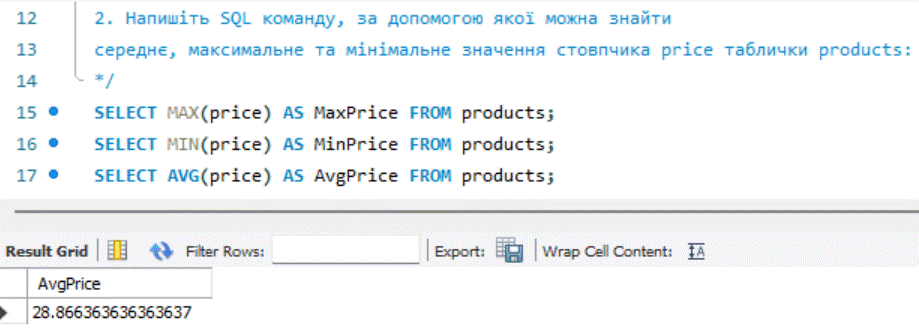 12 2. Напишіть SQL команду, за допомогою якої можна знайти
13 середнє, максимальне та мінімальне значення стовпчика price таблички products:
14 */
15 SELECT MAX(price) AS MaxPrice FROM products;
16 SELECT MIN(price) AS MinPrice FROM products;
17 SELECT AVG(price) AS AvgPrice FROM products;
Result Grid Filter Rows: Export: Wrap Cell Content: IA
AvgPrice
28.866363636363637